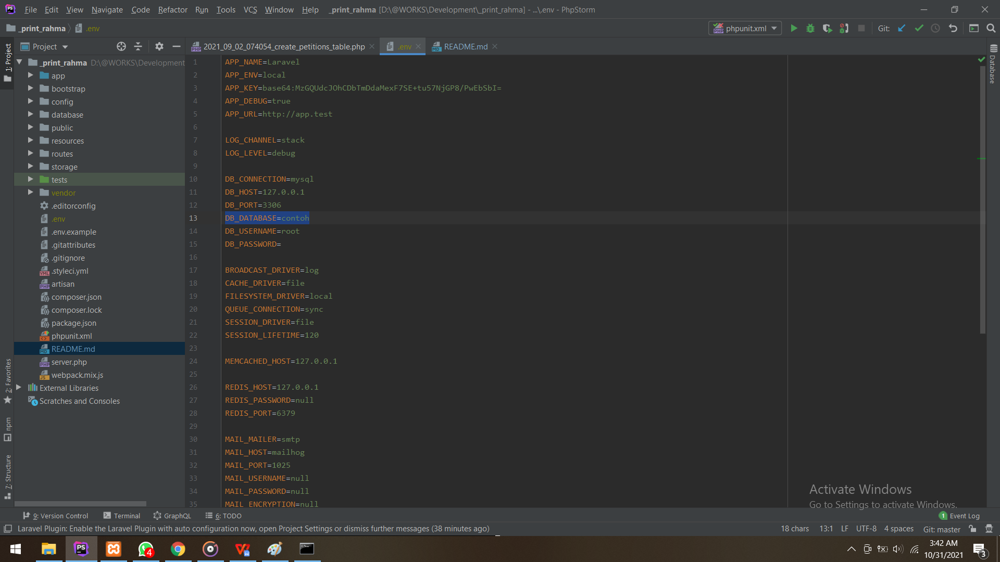 File Edit View Navigate Code Refactor Run Tools VCS Window Help _print_rahma [D:\@WORKS\Development\_print_rahma] - ...\.env - PhpStorm
_print_rahma .env
phpunit.xml Git:
Project
2021_09_02_074054_create_petitions_table.php .env README.md
1: Project
2: Favorites
npm
7: Structure
Database
_print_rahma D:\@WORKS\Development
app
bootstrap
config
database
public
resources
routes
storage
tests
vendor
.editorconfig
.env
.env.example
.gitattributes
.gitignore
.styleci.yml
artisan
composer.json
composer.lock
package.json
phpunit.xml
README.md
server.php
webpack.mix.js
External Libraries
Scratches and Consoles
1 APP_NAME=Laravel
2 APP_ENV=local
3 APP_KEY=base64:MzGQUdcJOhCDbTmDdaMexF7SE+tu57NjGP8/PwEbSbI=
4 APP_DEBUG=true
5 APP_URL=http://app.test
6
7 LOG_CHANNEL=stack
8 LOG_LEVEL=debug
9
10 DB_CONNECTION=mysql
11 DB_HOST=127.0.0.1
12 DB_PORT=3306
13 DB_DATABASE=contoh
14 DB_USERNAME=root
15 DB_PASSWORD=
16
17 BROADCAST_DRIVER=log
18 CACHE_DRIVER=file
19 FILESYSTEM_DRIVER=local
20 QUEUE_CONNECTION=sync
21 SESSION_DRIVER=file
22 SESSION_LIFETIME=120
23
24 MEMCACHED_HOST=127.0.0.1
25
26 REDIS_HOST=127.0.0.1
27 REDIS_PASSWORD=null
28 REDIS_PORT=6379
29
30 MAIL_MAILER=smtp
31 MAIL_HOST=mailhog
32 MAIL_PORT=1025
33 MAIL_USERNAME=null
34 MAIL_PASSWORD=null
35 MAIL_ENCRYPTION=null
Activate Windows
Go to Settings to activate Windows.
9: Version Control Terminal GraphQL 6: TODO 1 Event Log
Laravel Plugin: Enable the Laravel Plugin with auto configuration now, open Project Settings or dismiss further messages (38 minutes ago) 18 chars 13:1 LF UTF-8 4 spaces Git: master
PS 4 3:42 AM
10/31/2021 3